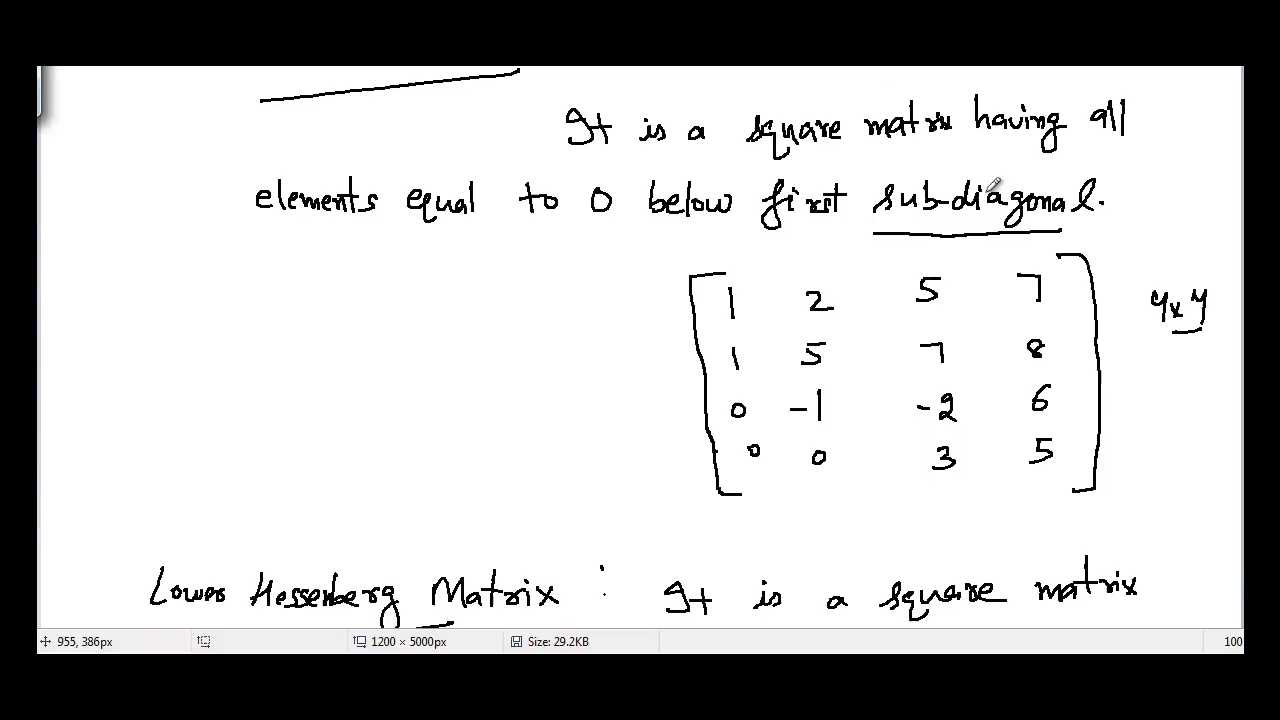 It is a square matrix having all
elements equal to 0 below first sub-diagonal.
1 2 5 7
1 5 7 8
0 -1 -2 6
0 0 3 5
4x4
Lower Hessenberg Matrix : It is a square matrix
955, 386px
1200 × 5000px
Size: 29.2KB
100